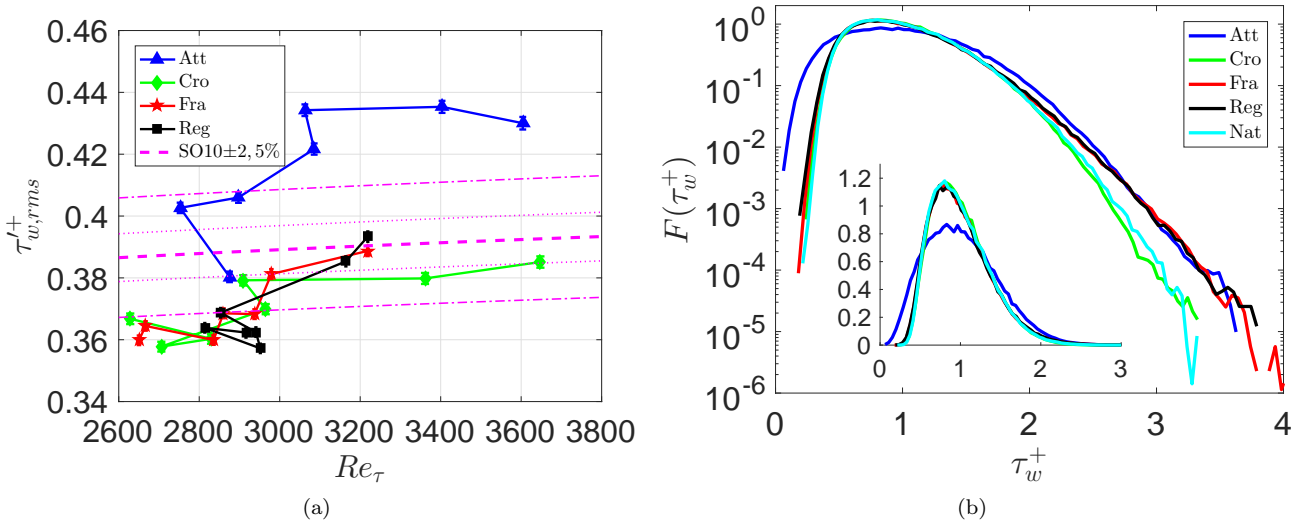 0.46
0.44
0.42
0.4
0.38
0.36
0.34
2600 2800 3000 3200 3400 3600 3800
τ'⁺w,rms
Reτ
Att
Cro
Fra
Reg
SO10±2, 5%
(a)
10⁰
10⁻¹
10⁻²
10⁻³
10⁻⁴
10⁻⁵
10⁻⁶
0 1 2 3 4
F(τw⁺)
τw⁺
Att
Cro
Fra
Reg
Nat
1.2
1
0.8
0.6
0.4
0.2
0
0 1 2 3
(b)